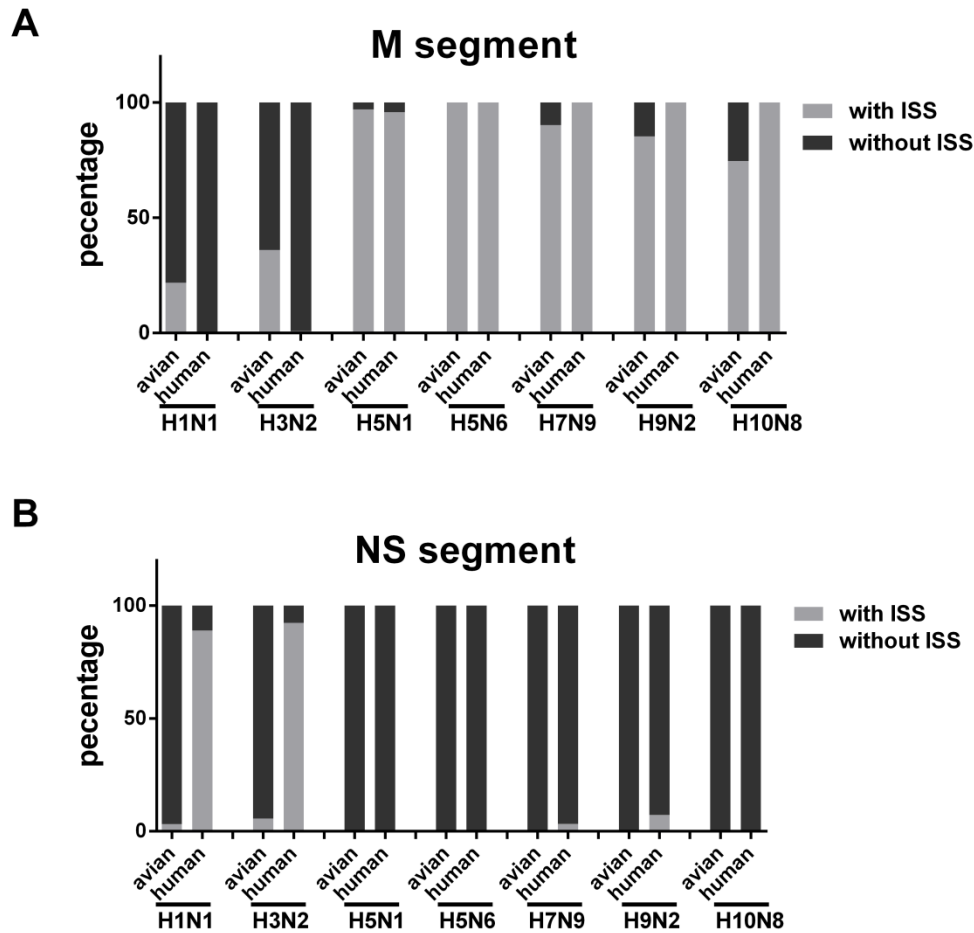 A
M segment
pecentage
100
50
0
with ISS
without ISS
avian human avian human avian human avian human avian human avian human avian human
H1N1 H3N2 H5N1 H5N6 H7N9 H9N2 H10N8
B
NS segment
pecentage
100
50
0
with ISS
without ISS
avian human avian human avian human avian human avian human avian human avian human
H1N1 H3N2 H5N1 H5N6 H7N9 H9N2 H10N8